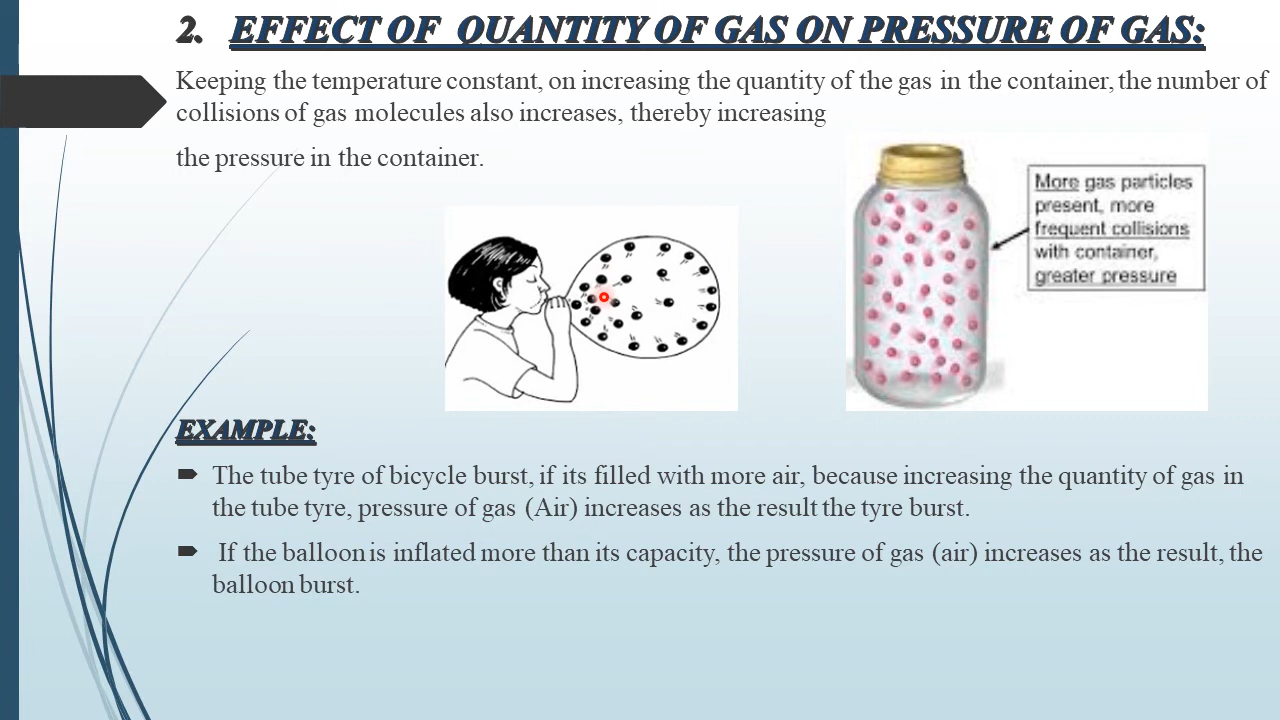 2. EFFECT OF QUANTITY OF GAS ON PRESSURE OF GAS:
Keeping the temperature constant, on increasing the quantity of the gas in the container, the number of
collisions of gas molecules also increases, thereby increasing
the pressure in the container.
More gas particles
present, more
frequent collisions
with container,
greater pressure
EXAMPLE:
The tube tyre of bicycle burst, if its filled with more air, because increasing the quantity of gas in
the tube tyre, pressure of gas (Air) increases as the result the tyre burst.
If the balloon is inflated more than its capacity, the pressure of gas (air) increases as the result, the
balloon burst.